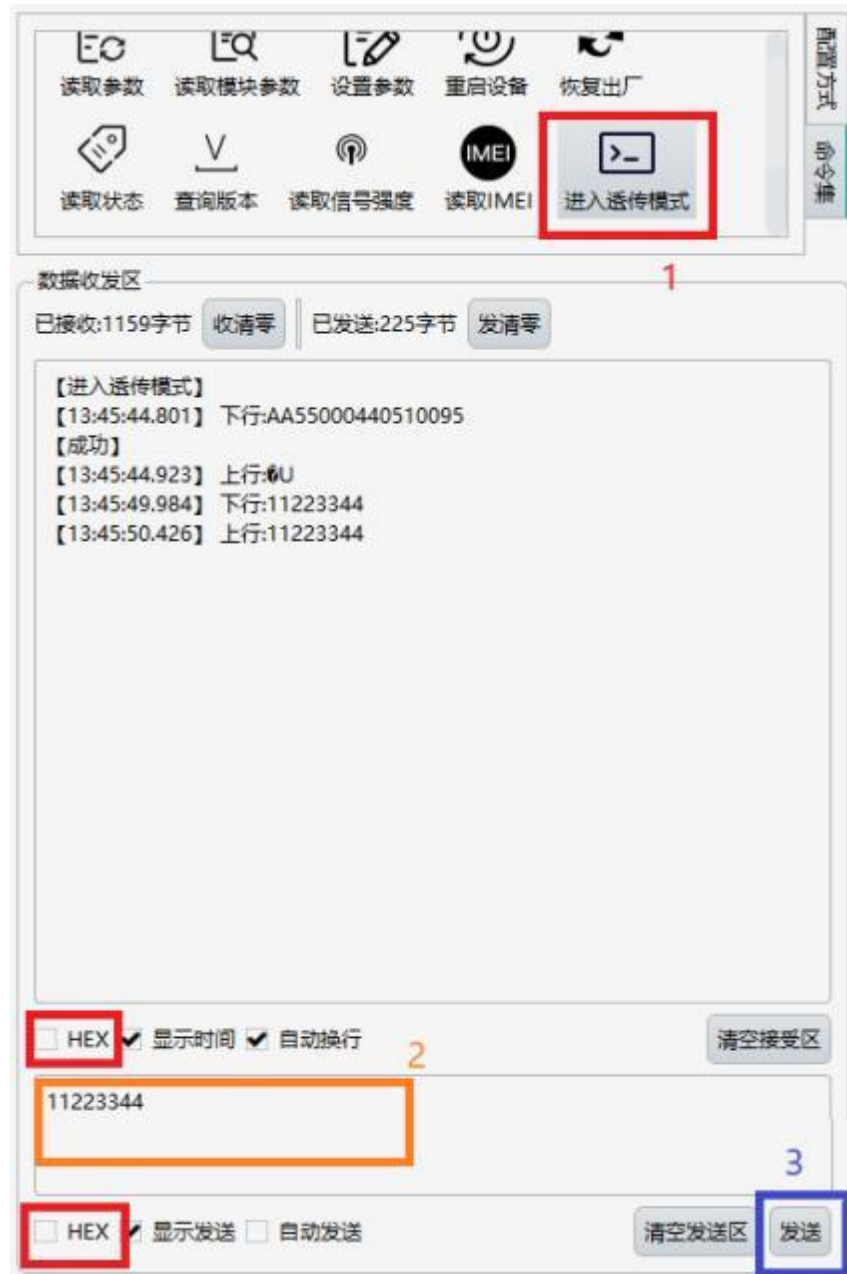 读取参数 读取模块参数 设置参数 重启设备 恢复出厂
配置方式
V
IMEI
>_
读取状态 查询版本 读取信号强度 读取IMEI 进入透传模式
命令集
1
数据收发区
已接收:1159字节 收清零 已发送:225字节 发清零
【进入透传模式】
【13:45:44.801】 下行:AA55000440510095
【成功】
【13:45:44.923】 上行:�U
【13:45:49.984】 下行:11223344
【13:45:50.426】 上行:11223344
HEX 显示时间 自动换行 清空接受区
2
11223344
3
HEX 显示发送 自动发送 清空发送区 发送